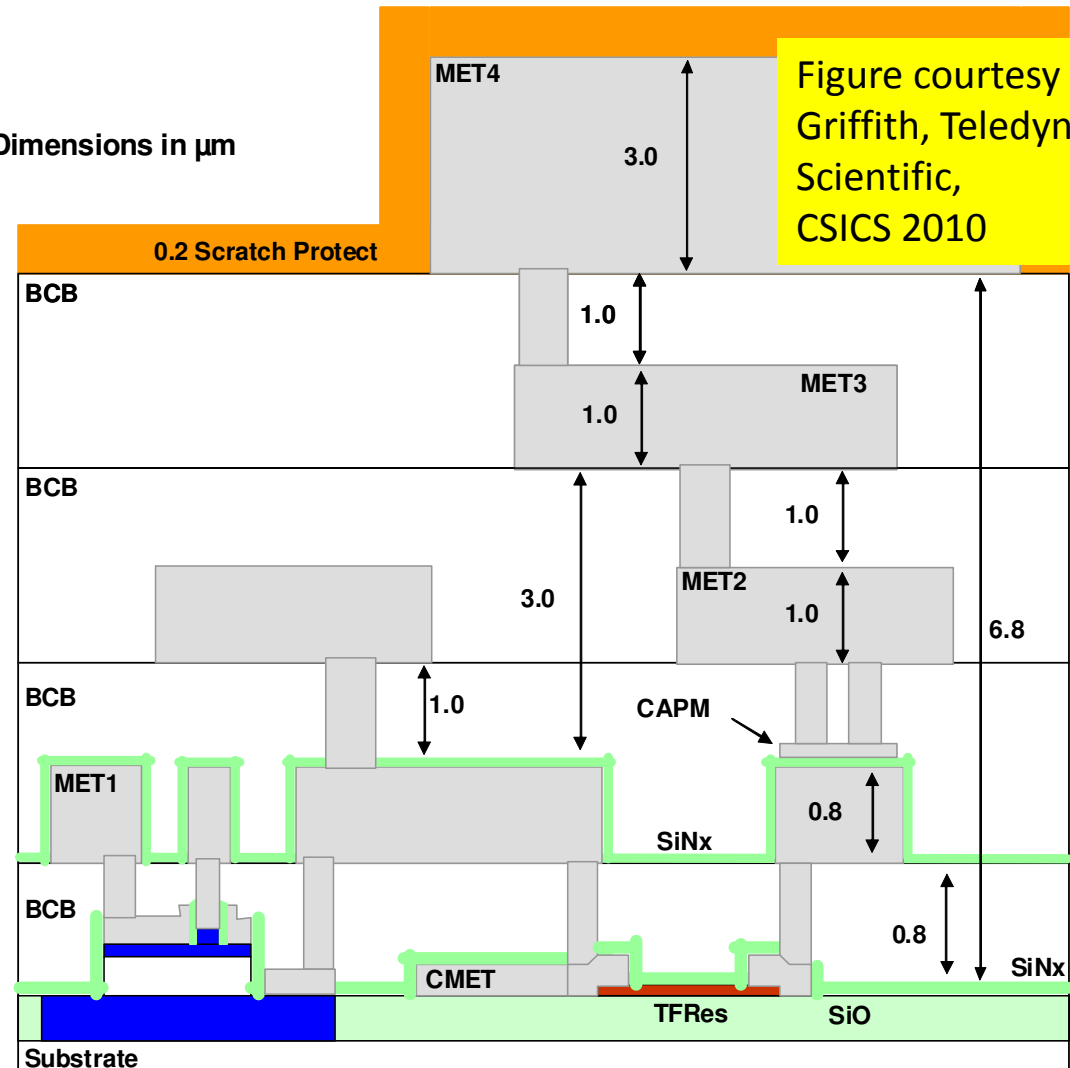 MET4
Figure courtesy
Griffith, Teledyn
Scientific,
CSICS 2010
Dimensions in µm
3.0
0.2 Scratch Protect
BCB
1.0
MET3
1.0
BCB
1.0
MET2
3.0
1.0
6.8
BCB
1.0
CAPM
MET1
0.8
SiNx
BCB
0.8
SiNx
CMET
TFRes
SiO
Substrate